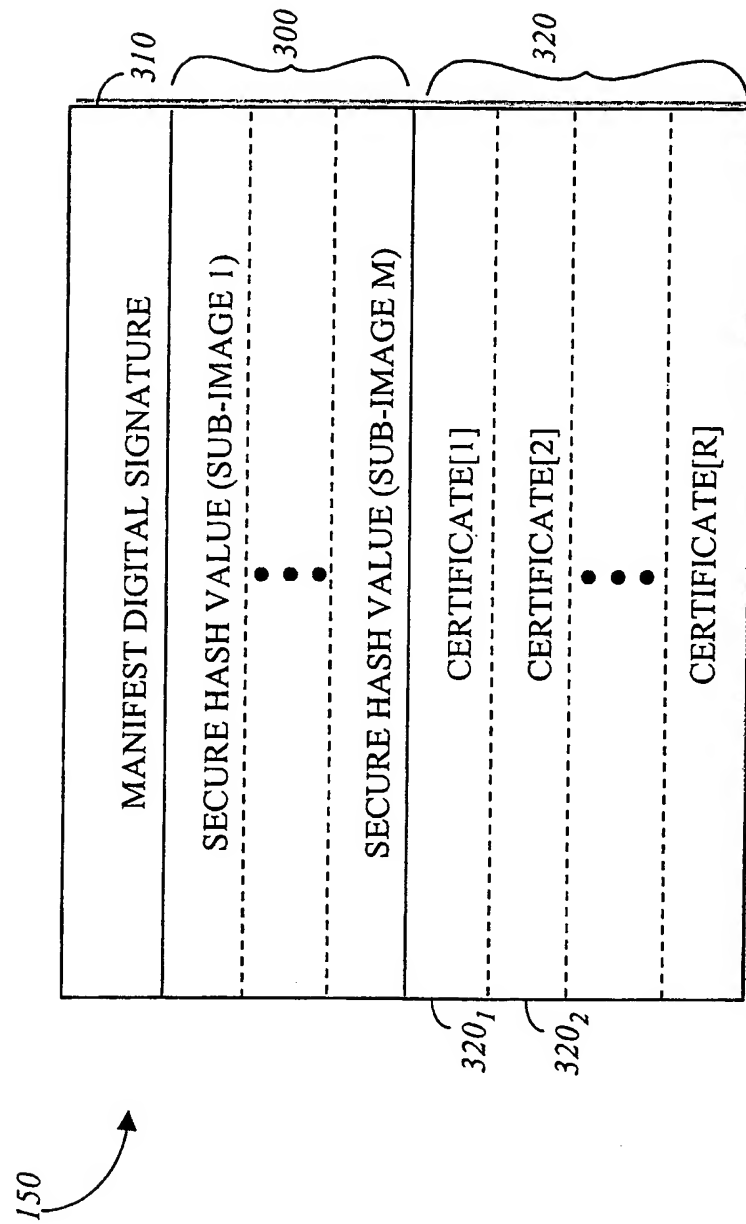 150
310
MANIFEST DIGITAL SIGNATURE
SECURE HASH VALUE (SUB-IMAGE 1)
300
SECURE HASH VALUE (SUB-IMAGE M)
320₁
CERTIFICATE[1]
320
320₂
CERTIFICATE[2]
CERTIFICATE[R]